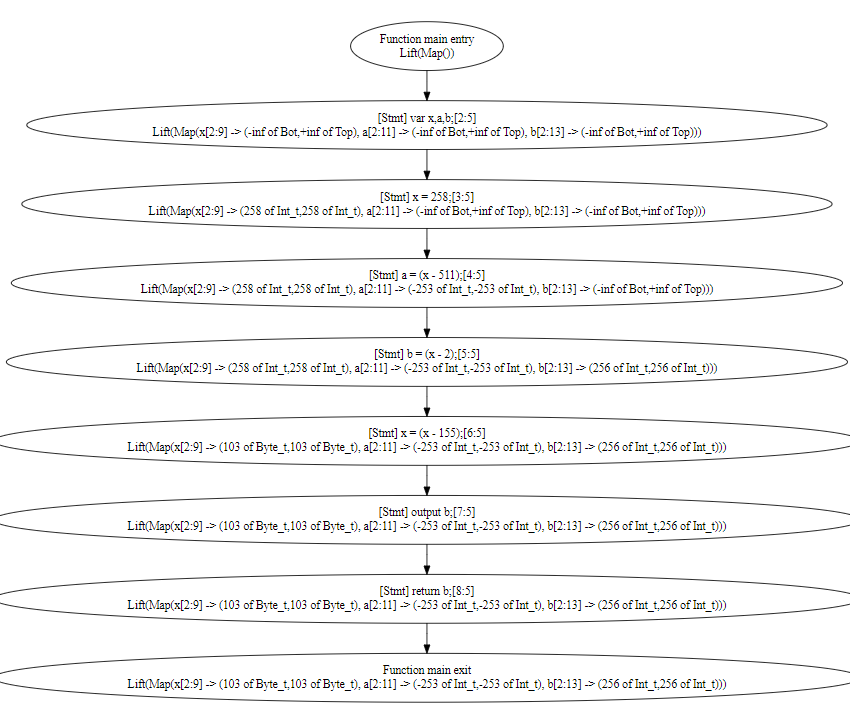 Function main entry
Lift(Map())
[Stmt] var x,a,b;[2:5]
Lift(Map(x[2:9] -> (-inf of Bot,+inf of Top), a[2:11] -> (-inf of Bot,+inf of Top), b[2:13] -> (-inf of Bot,+inf of Top)))
[Stmt] x = 258;[3:5]
Lift(Map(x[2:9] -> (258 of Int_t,258 of Int_t), a[2:11] -> (-inf of Bot,+inf of Top), b[2:13] -> (-inf of Bot,+inf of Top)))
[Stmt] a = (x - 511);[4:5]
Lift(Map(x[2:9] -> (258 of Int_t,258 of Int_t), a[2:11] -> (-253 of Int_t,-253 of Int_t), b[2:13] -> (-inf of Bot,+inf of Top)))
[Stmt] b = (x - 2);[5:5]
Lift(Map(x[2:9] -> (258 of Int_t,258 of Int_t), a[2:11] -> (-253 of Int_t,-253 of Int_t), b[2:13] -> (256 of Int_t,256 of Int_t)))
[Stmt] x = (x - 155);[6:5]
Lift(Map(x[2:9] -> (103 of Byte_t,103 of Byte_t), a[2:11] -> (-253 of Int_t,-253 of Int_t), b[2:13] -> (256 of Int_t,256 of Int_t)))
[Stmt] output b;[7:5]
Lift(Map(x[2:9] -> (103 of Byte_t,103 of Byte_t), a[2:11] -> (-253 of Int_t,-253 of Int_t), b[2:13] -> (256 of Int_t,256 of Int_t)))
[Stmt] return b;[8:5]
Lift(Map(x[2:9] -> (103 of Byte_t,103 of Byte_t), a[2:11] -> (-253 of Int_t,-253 of Int_t), b[2:13] -> (256 of Int_t,256 of Int_t)))
Function main exit
Lift(Map(x[2:9] -> (103 of Byte_t,103 of Byte_t), a[2:11] -> (-253 of Int_t,-253 of Int_t), b[2:13] -> (256 of Int_t,256 of Int_t)))